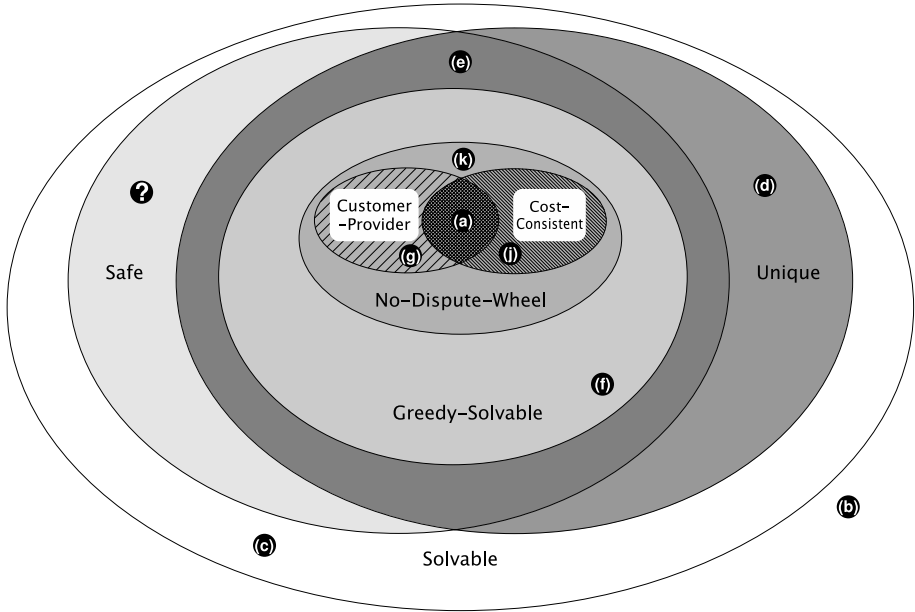 (e)
(k)
?
(d)
Customer
–Provider
(a)
Cost–
Consistent
(g)
(j)
Safe
Unique
No–Dispute–Wheel
(f)
Greedy–Solvable
(b)
(c)
Solvable